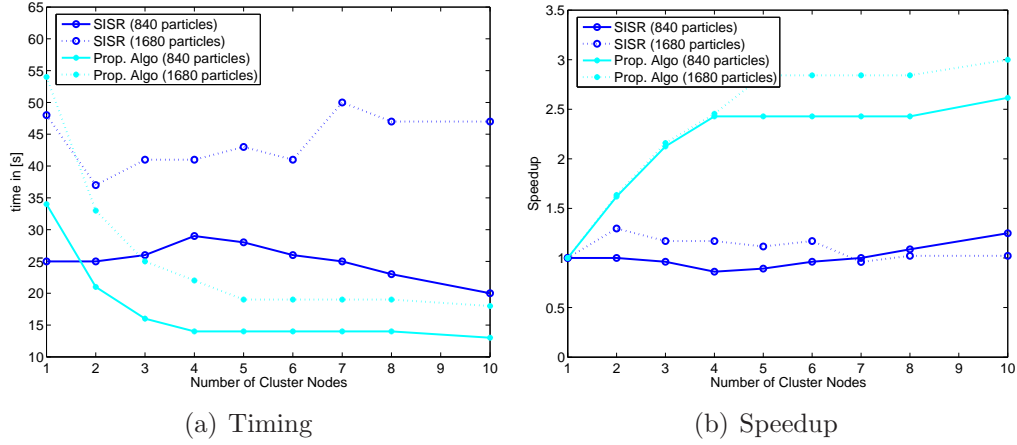 65
60
55
50
45
40
35
30
25
20
15
10
time in [s]
SISR (840 particles)
SISR (1680 particles)
Prop. Algo (840 particles)
Prop. Algo (1680 particles)
1 2 3 4 5 6 7 8 9 10
Number of Cluster Nodes
(a) Timing
3.5
3
2.5
2
1.5
1
0.5
0
Speedup
SISR (840 particles)
SISR (1680 particles)
Prop. Algo (840 particles)
Prop. Algo (1680 particles)
1 2 3 4 5 6 7 8 9 10
Number of Cluster Nodes
(b) Speedup